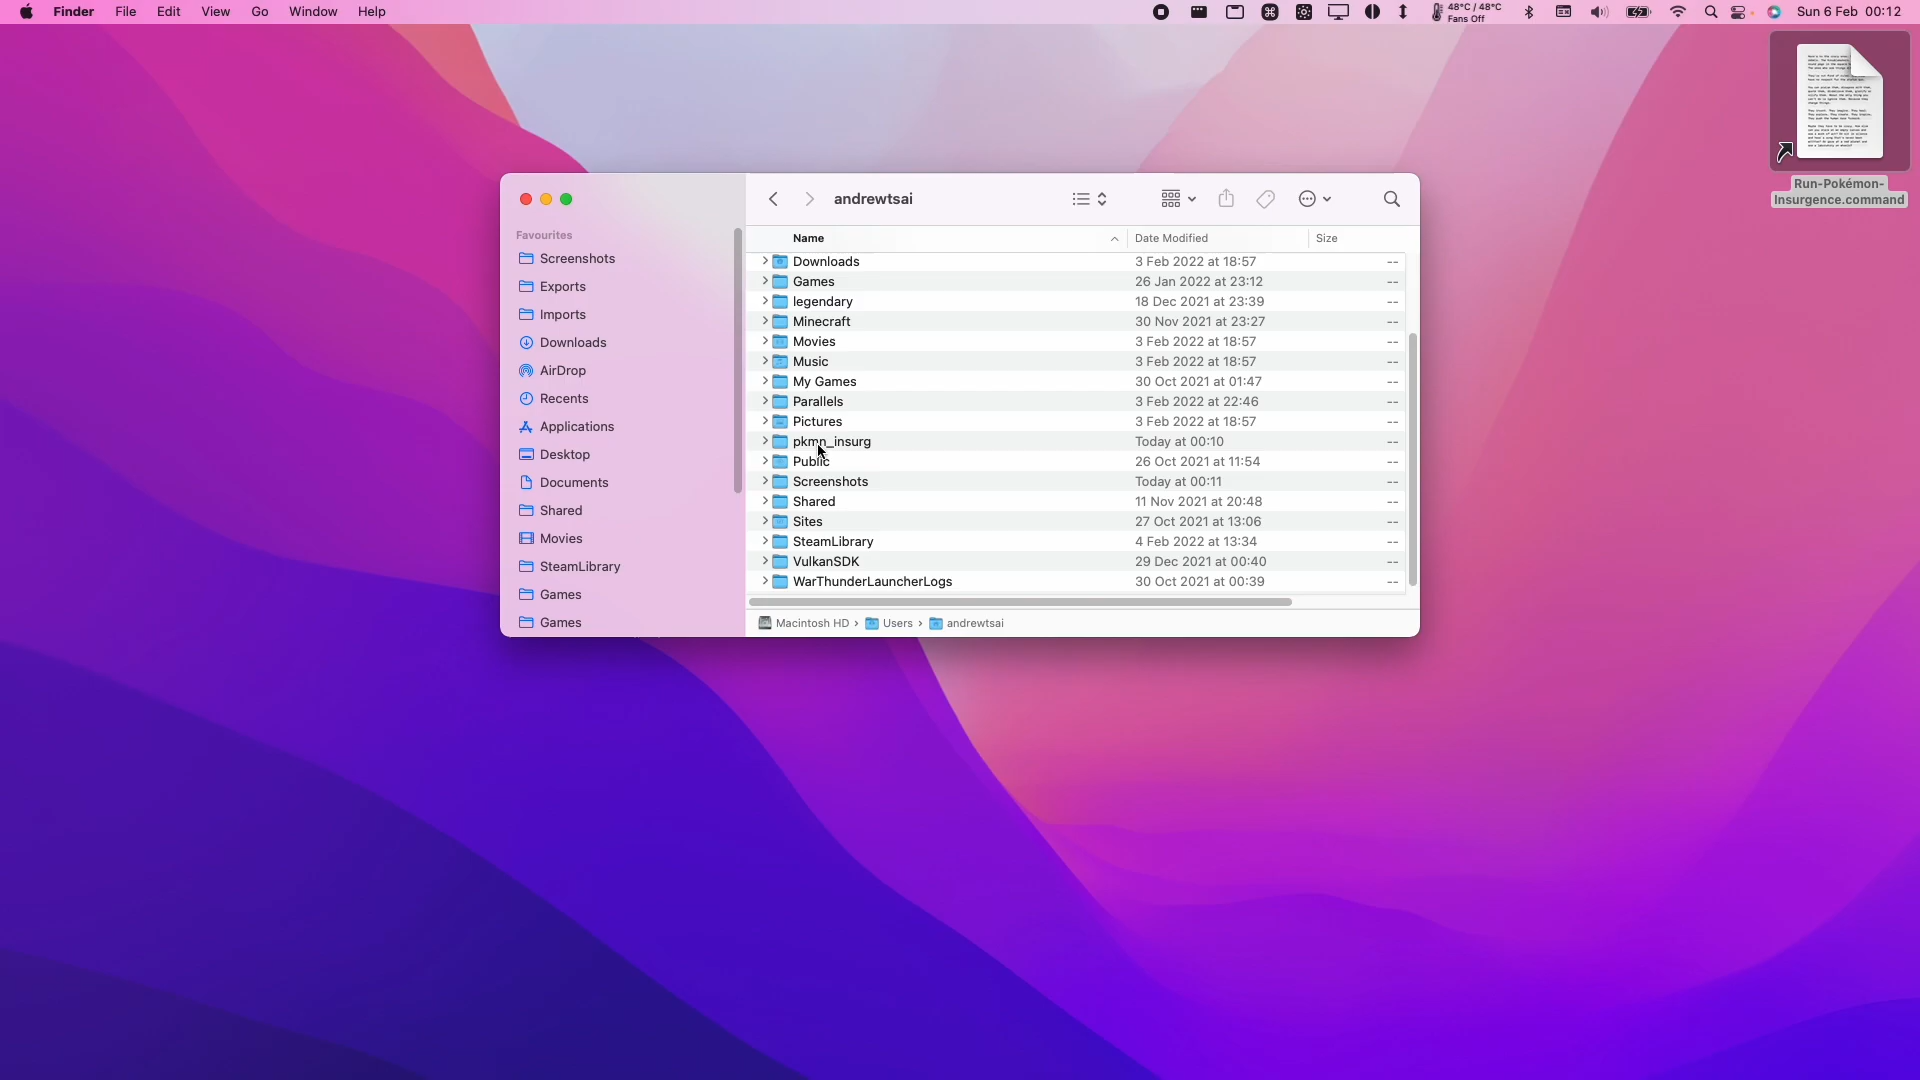 Finder File Edit View Go Window Help
48°C / 48°C
Fans Off
Sun 6 Feb 00:12
Run-Pokémon-
Insurgence.command
andrewtsai
Favourites
Screenshots
Exports
Imports
Downloads
AirDrop
Recents
Applications
Desktop
Documents
Shared
Movies
SteamLibrary
Games
Games
Name Date Modified Size
Downloads 3 Feb 2022 at 18:57 --
Games 26 Jan 2022 at 23:12 --
legendary 18 Dec 2021 at 23:39 --
Minecraft 30 Nov 2021 at 23:27 --
Movies 3 Feb 2022 at 18:57 --
Music 3 Feb 2022 at 18:57 --
My Games 30 Oct 2021 at 01:47 --
Parallels 3 Feb 2022 at 22:46 --
Pictures 3 Feb 2022 at 18:57 --
pkmn_insurg Today at 00:10 --
Public 26 Oct 2021 at 11:54 --
Screenshots Today at 00:11 --
Shared 11 Nov 2021 at 20:48 --
Sites 27 Oct 2021 at 13:06 --
SteamLibrary 4 Feb 2022 at 13:34 --
VulkanSDK 29 Dec 2021 at 00:40 --
WarThunderLauncherLogs 30 Oct 2021 at 00:39 --
Macintosh HD › Users › andrewtsai